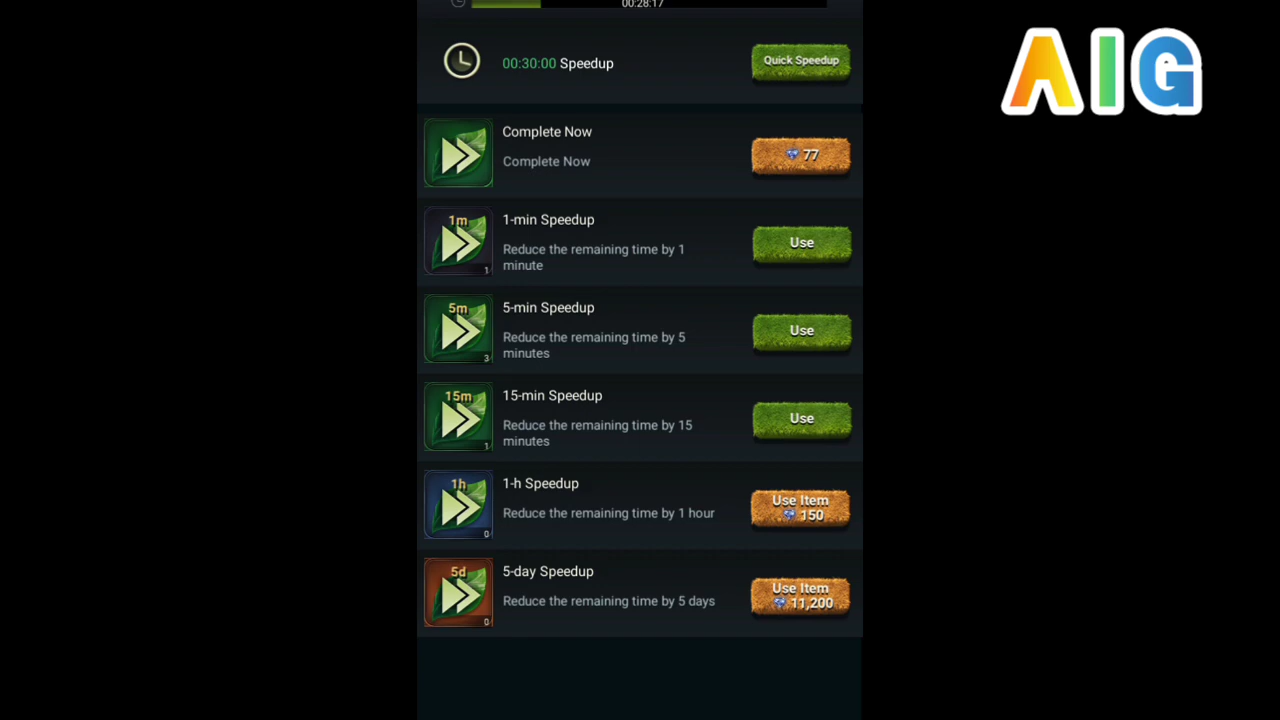 00:28:17
00:30:00 Speedup
Quick Speedup
AIG
Complete Now
Complete Now
77
1m
1
1-min Speedup
Reduce the remaining time by 1
minute
Use
5m
3
5-min Speedup
Reduce the remaining time by 5
minutes
Use
15m
1
15-min Speedup
Reduce the remaining time by 15
minutes
Use
1h
0
1-h Speedup
Reduce the remaining time by 1 hour
Use Item
150
5d
0
5-day Speedup
Reduce the remaining time by 5 days
Use Item
11,200